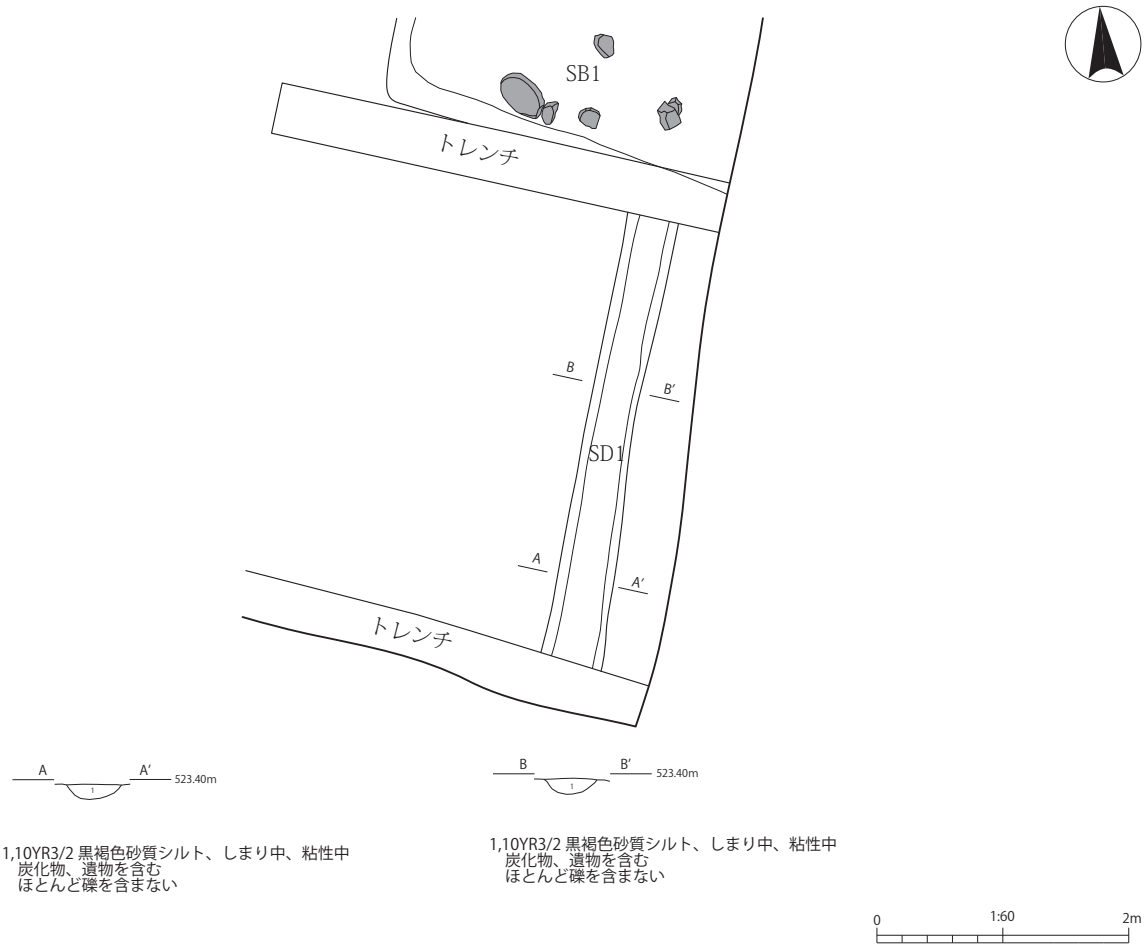 SB1
トレンチ
B
B'
SD1
A
A'
トレンチ
A
A'
523.40m
1
1,10YR3/2 黒褐色砂質シルト、しまり中、粘性中
炭化物、遺物を含む
ほとんど礫を含まない
B
B'
523.40m
1
1,10YR3/2 黒褐色砂質シルト、しまり中、粘性中
炭化物、遺物を含む
ほとんど礫を含まない
0
1:60
2m